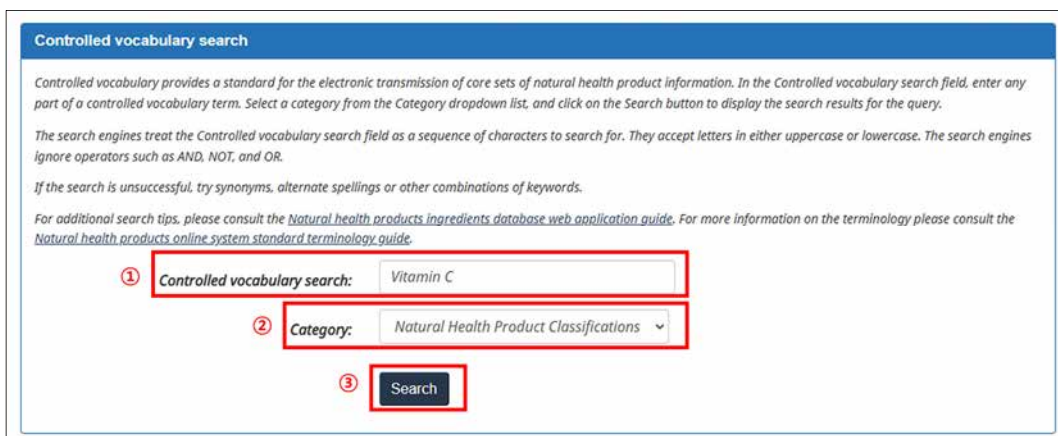 Controlled vocabulary search
Controlled vocabulary provides a standard for the electronic transmission of core sets of natural health product information. In the Controlled vocabulary search field, enter any
part of a controlled vocabulary term. Select a category from the Category dropdown list, and click on the Search button to display the search results for the query.
The search engines treat the Controlled vocabulary search field as a sequence of characters to search for. They accept letters in either uppercase or lowercase. The search engines
ignore operators such as AND, NOT, and OR.
If the search is unsuccessful, try synonyms, alternate spellings or other combinations of keywords.
For additional search tips, please consult the Natural health products ingredients database web application guide. For more information on the terminology please consult the
Natural health products online system standard terminology guide.
① Controlled vocabulary search: Vitamin C
② Category: Natural Health Product Classifications
③ Search